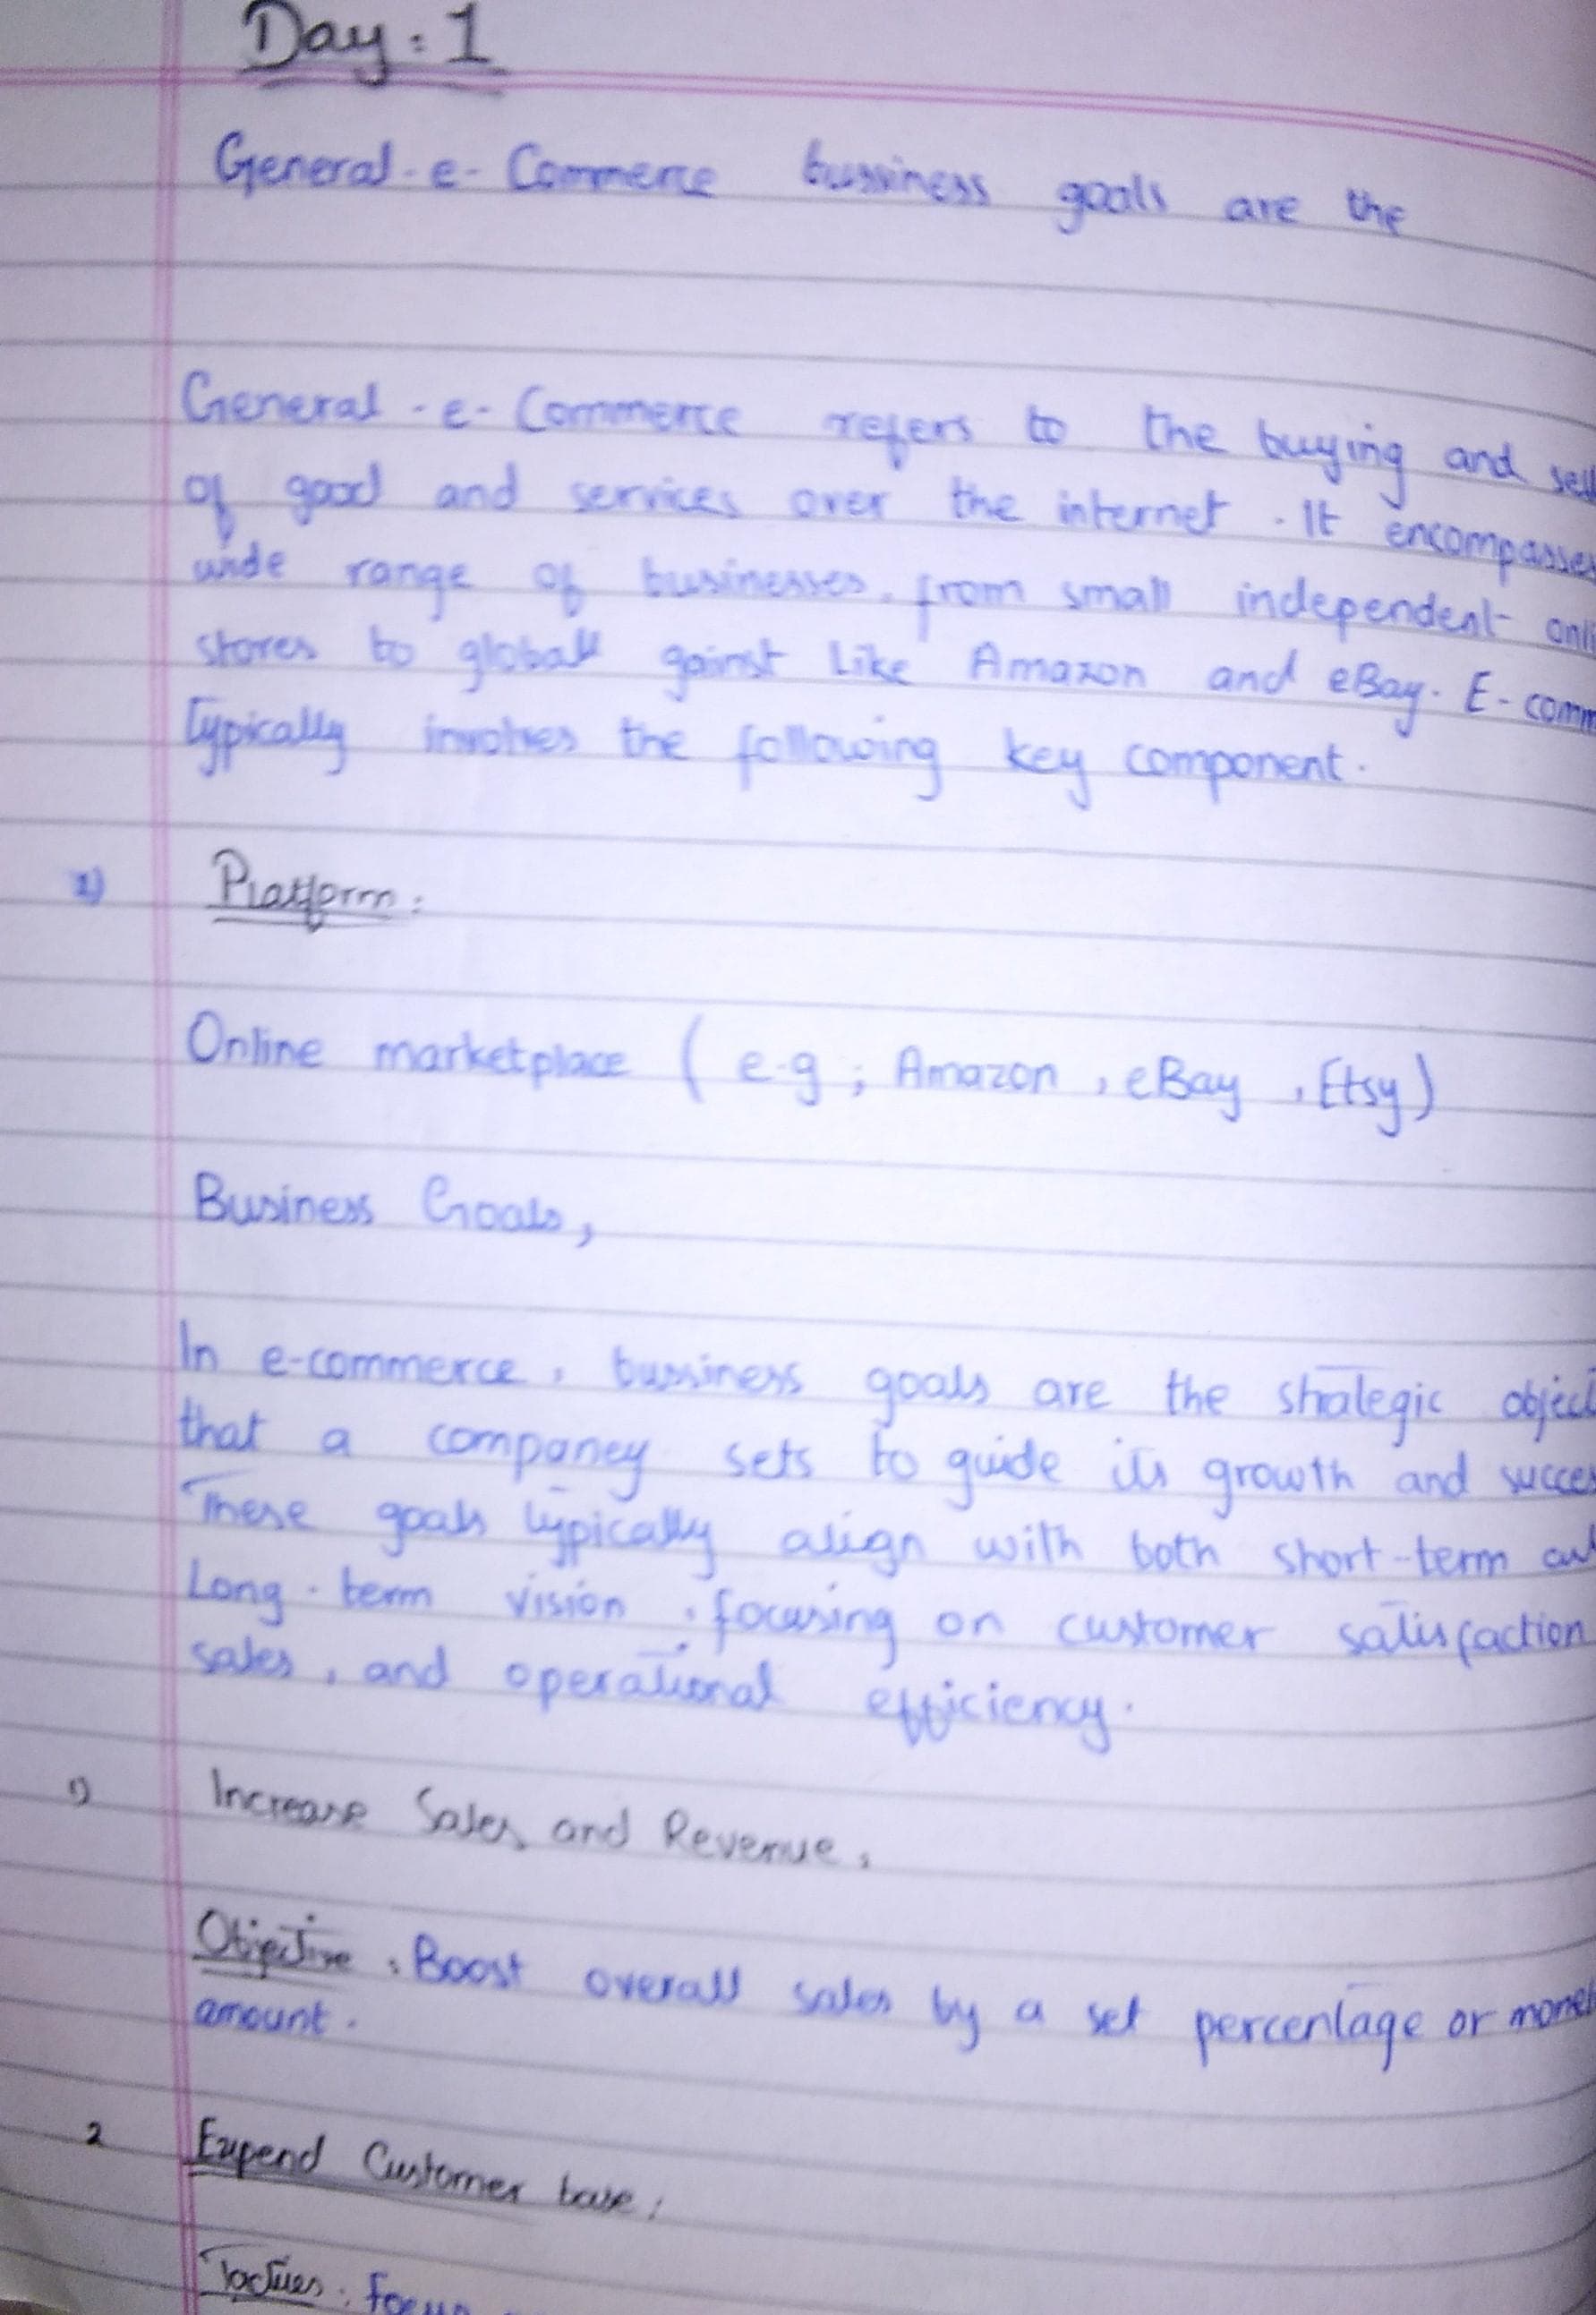 Day: 1
General-e-Commerce bussiness goals are the
General-e-Commerce refers to the buying and sell
of good and services over the internet. It encompasses
wide range of businesses, from small independent onli
stores to global gainst like Amazon and eBay. E-comm
Typically involves the following key component.
1) Platform:
Online marketplace (e.g; Amazon, eBay, Etsy)
Business Goals,
In e-commerce, bussiness goals are the strategic object
that a companey sets to guide its growth and succes
These goals typically align with both short-term and
Long-term vision, focusing on customer satisfaction
sales, and operational efficiency.
1) Increase Sales and Revenue,
Objective: Boost overall sales by a set percentage or monet
amount.
2 Expend Customer base;
Tactics: Focus